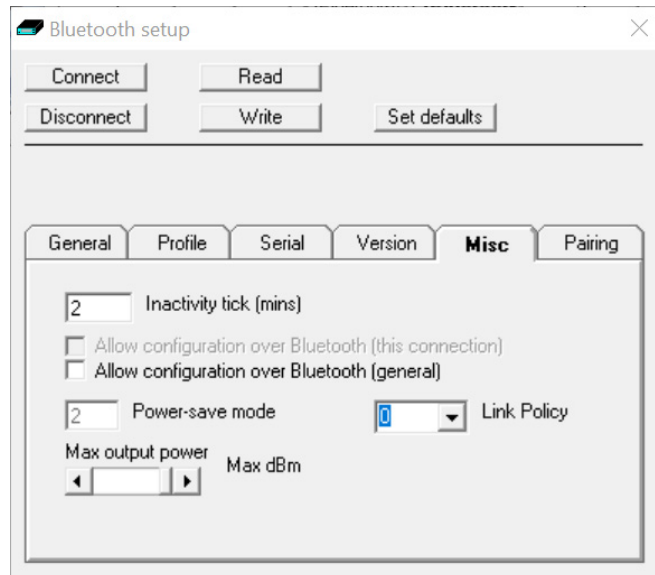 Bluetooth setup
Connect Read
Disconnect Write Set defaults
General Profile Serial Version Misc Pairing
2 Inactivity tick (mins)
Allow configuration over Bluetooth (this connection)
Allow configuration over Bluetooth (general)
2 Power-save mode 0 Link Policy
Max output power
Max dBm